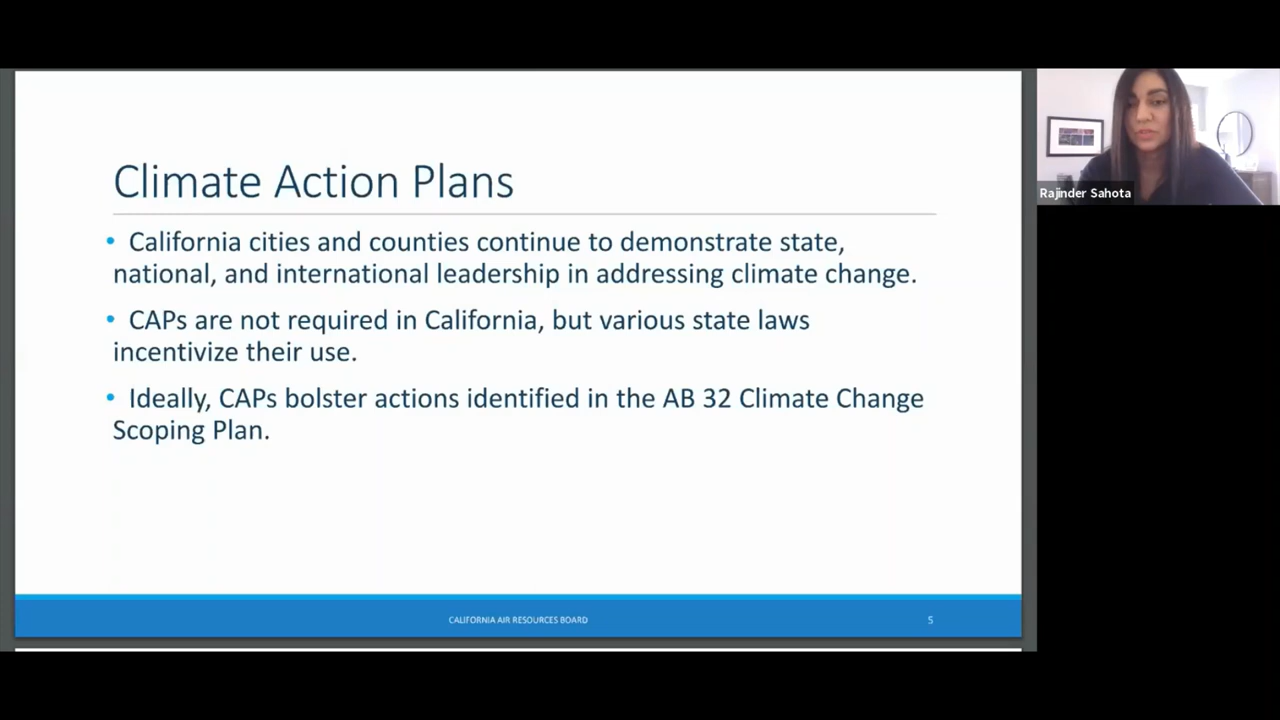 Climate Action Plans
• California cities and counties continue to demonstrate state,
national, and international leadership in addressing climate change.
• CAPs are not required in California, but various state laws
incentivize their use.
• Ideally, CAPs bolster actions identified in the AB 32 Climate Change
Scoping Plan.
CALIFORNIA AIR RESOURCES BOARD
5
Rajinder Sahota